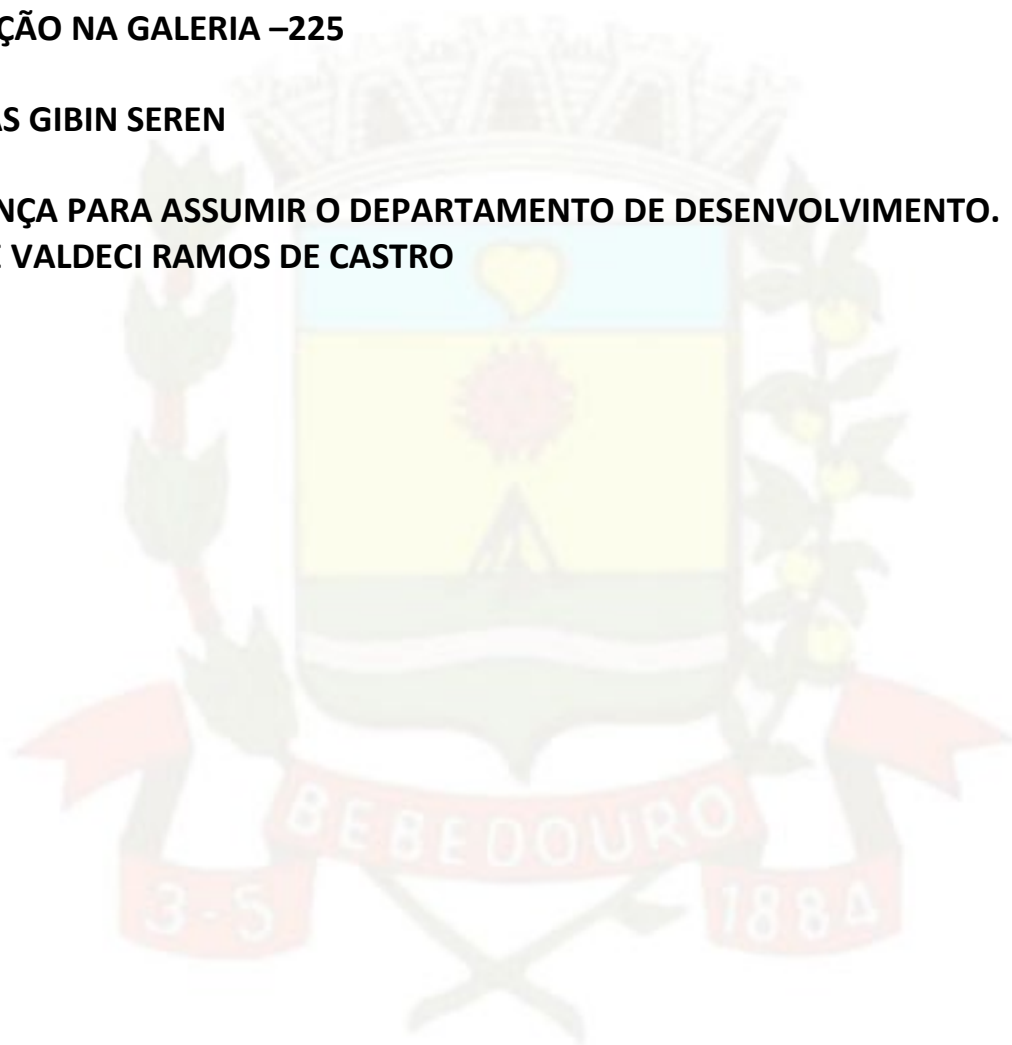 ÇÃO NA GALERIA –225
AS GIBIN SEREN
NÇA PARA ASSUMIR O DEPARTAMENTO DE DESENVOLVIMENTO.
E VALDECI RAMOS DE CASTRO
BEBEDOURO
3-5 1884